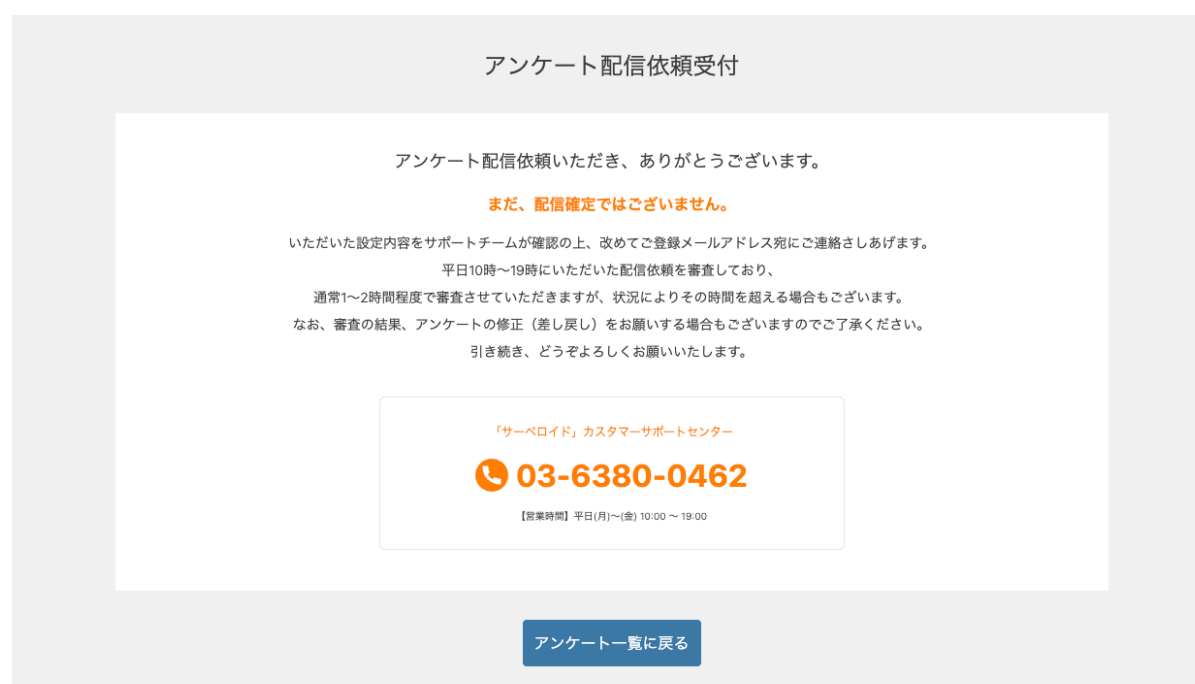 アンケート配信依頼受付
アンケート配信依頼いただき、ありがとうございます。
まだ、配信確定ではございません。
いただいた設定内容をサポートチームが確認の上、改めてご登録メールアドレス宛にご連絡さしあげます。
平日10時〜19時にいただいた配信依頼を審査しており、
通常1〜2時間程度で審査させていただきますが、状況によりその時間を超える場合もございます。
なお、審査の結果、アンケートの修正（差し戻し）をお願いする場合もございますのでご了承ください。
引き続き、どうぞよろしくお願いいたします。
「サーベロイド」カスタマーサポートセンター
03-6380-0462
【営業時間】平日(月)〜(金) 10:00 〜 19:00
アンケート一覧に戻る